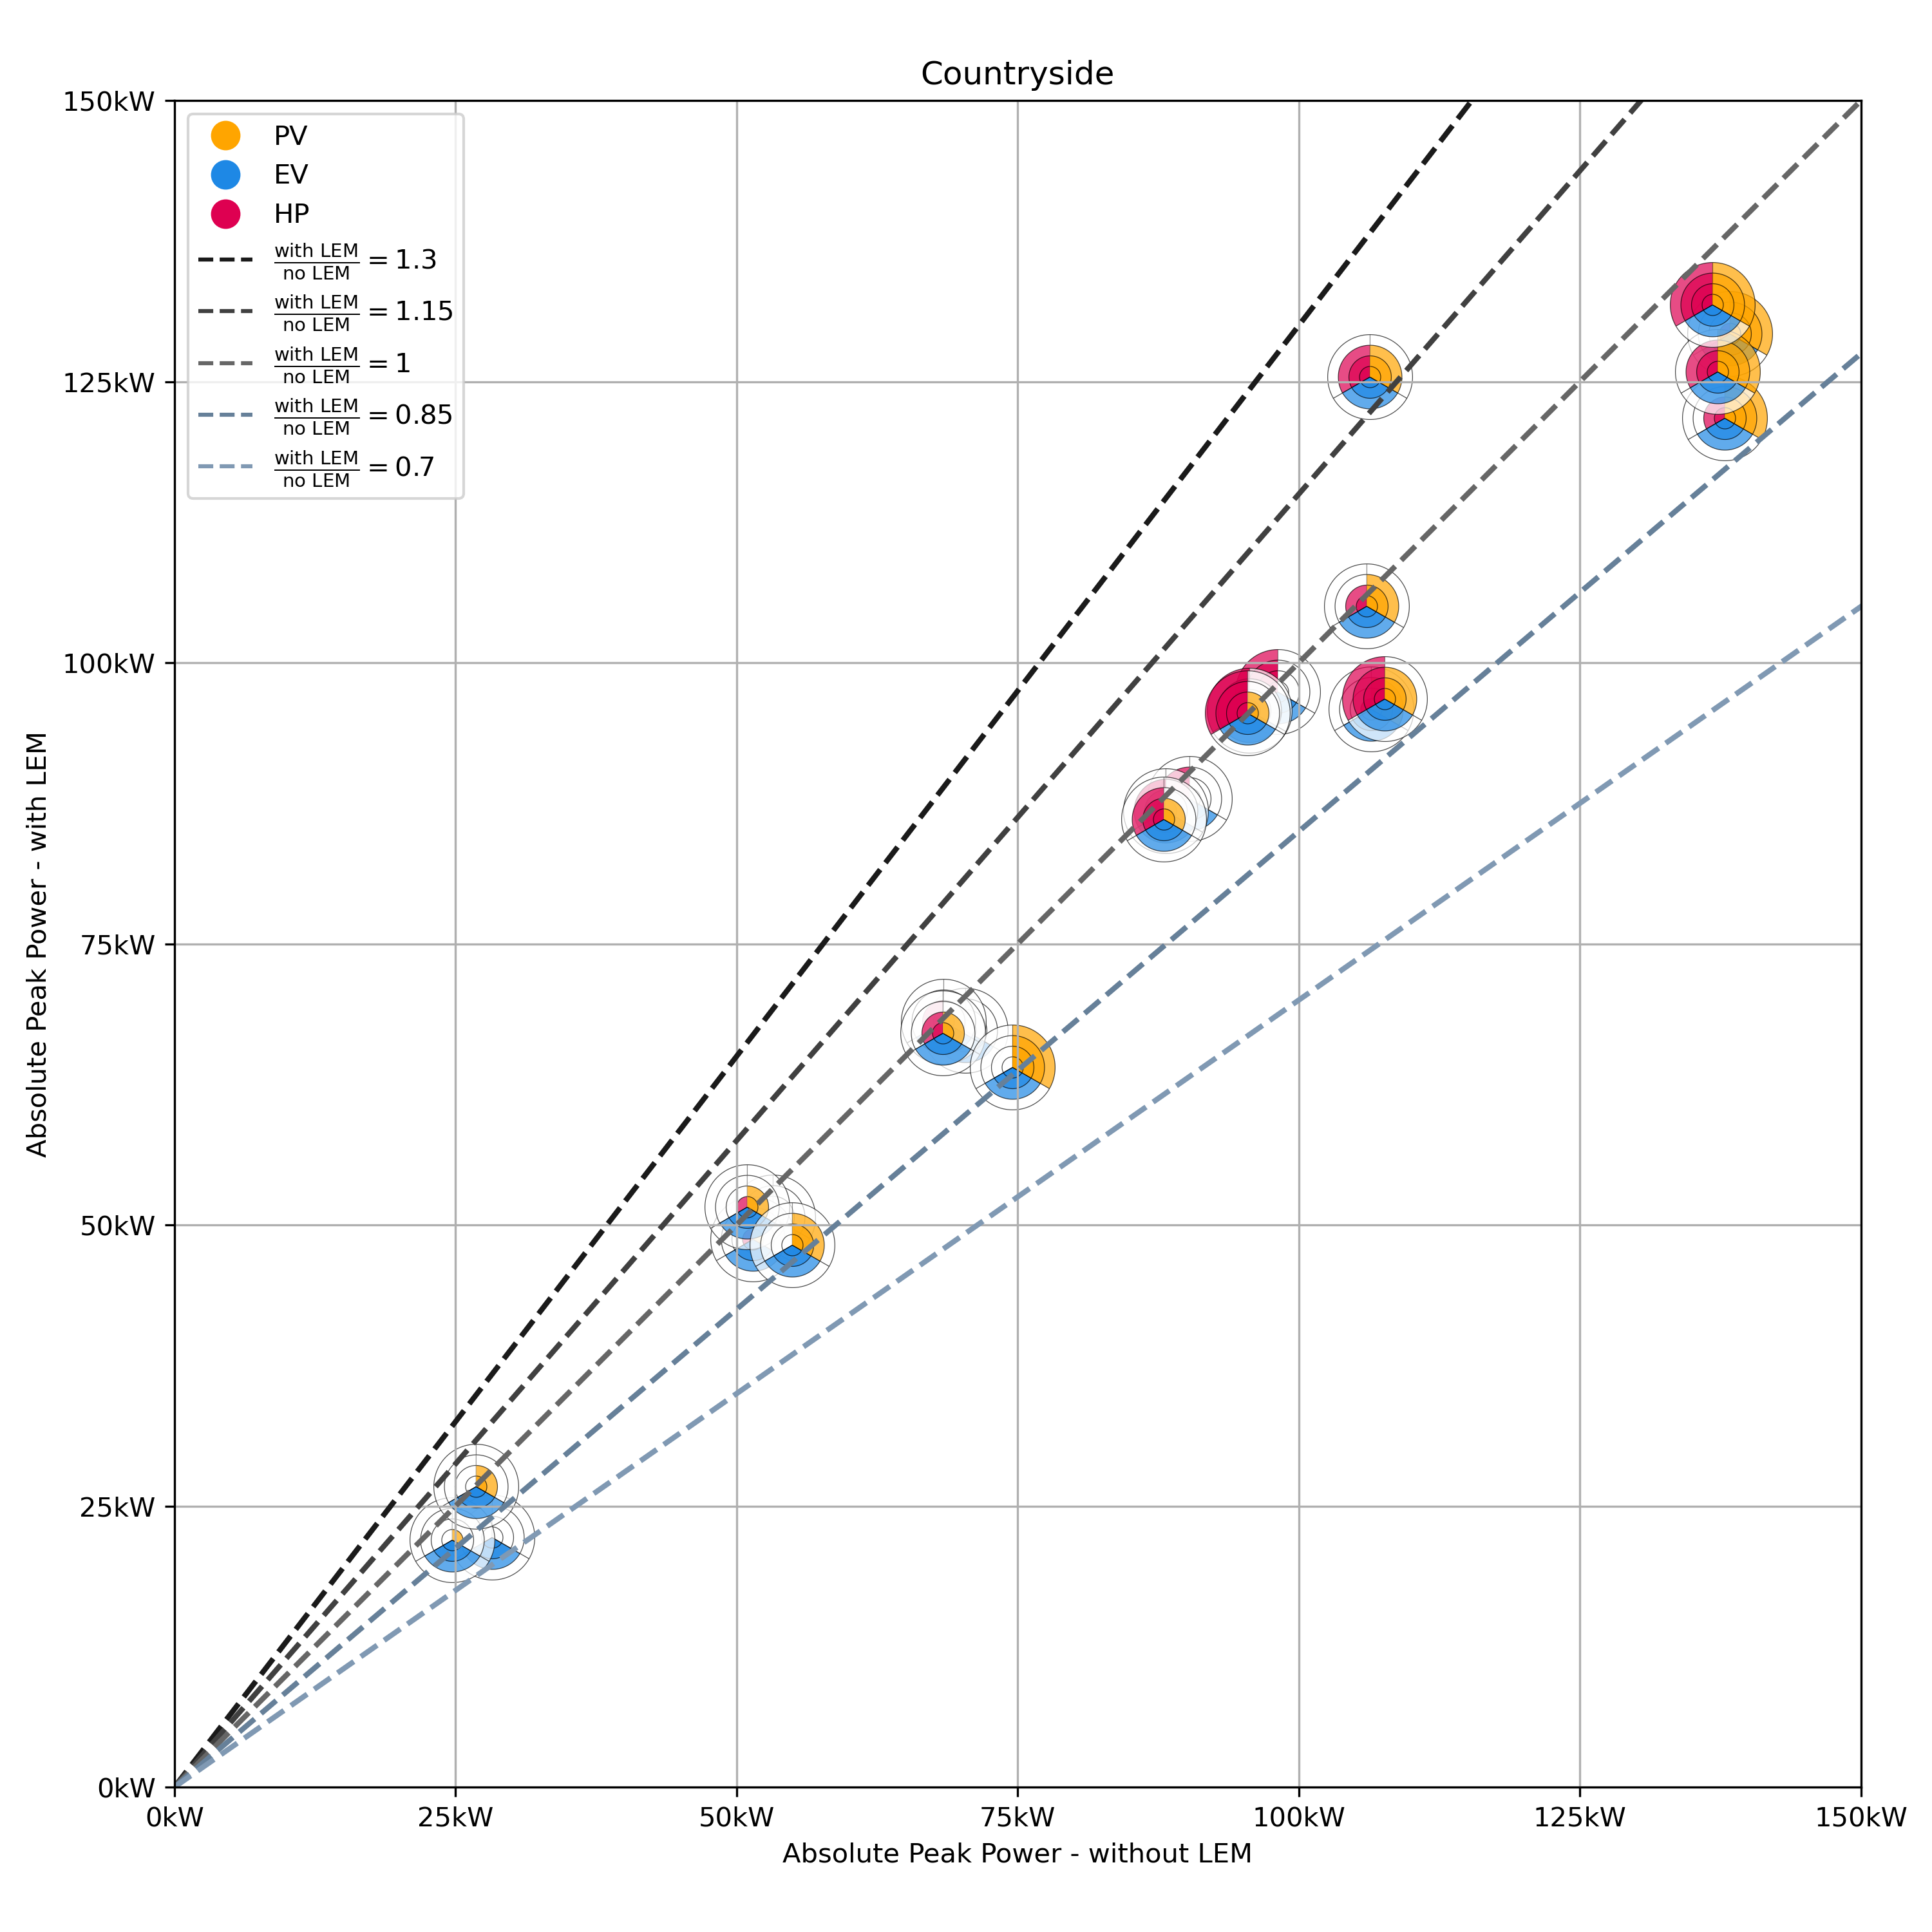 Countryside
150kW
125kW
100kW
75kW
50kW
25kW
0kW
Absolute Peak Power - with LEM
PV
EV
HP
with LEM
no LEM = 1.3
with LEM
no LEM = 1.15
with LEM
no LEM = 1
with LEM
no LEM = 0.85
with LEM
no LEM = 0.7
0kW 25kW 50kW 75kW 100kW 125kW 150kW
Absolute Peak Power - without LEM